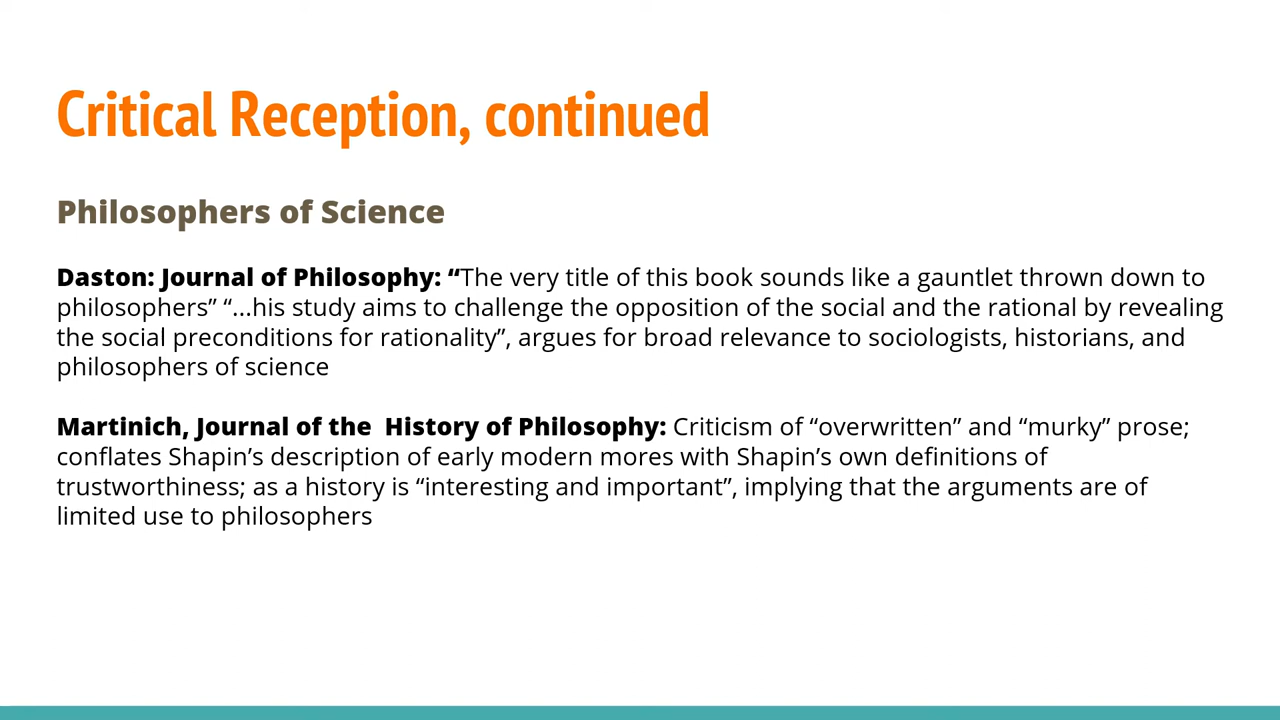 Critical Reception, continued
Philosophers of Science
Daston: Journal of Philosophy: “The very title of this book sounds like a gauntlet thrown down to
philosophers” “...his study aims to challenge the opposition of the social and the rational by revealing
the social preconditions for rationality”, argues for broad relevance to sociologists, historians, and
philosophers of science
Martinich, Journal of the  History of Philosophy: Criticism of “overwritten” and “murky” prose;
conflates Shapin’s description of early modern mores with Shapin’s own definitions of
trustworthiness; as a history is “interesting and important”, implying that the arguments are of
limited use to philosophers